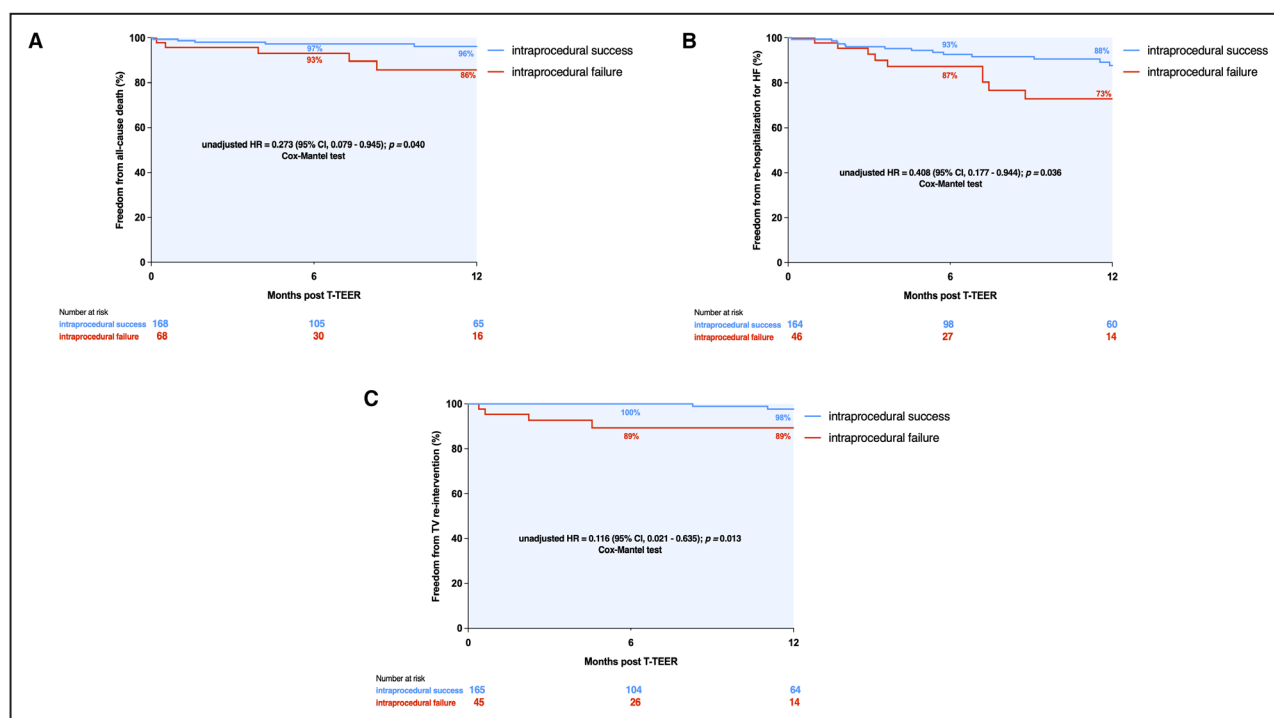 A
100
80
60
40
20
0
Freedom from all-cause death (%)
97%
96%
93%
86%
unadjusted HR = 0.273 (95% CI, 0.079 - 0.945); p = 0.040
Cox-Mantel test
intraprocedural success
intraprocedural failure
0 6 12
Months post T-TEER
Number at risk
intraprocedural success 168 105 65
intraprocedural failure 68 30 16
B
100
80
60
40
20
0
Freedom from re-hospitalization for HF (%)
93%
88%
87%
73%
unadjusted HR = 0.408 (95% CI, 0.177 - 0.944); p = 0.036
Cox-Mantel test
intraprocedural success
intraprocedural failure
0 6 12
Months post T-TEER
Number at risk
intraprocedural success 164 98 60
intraprocedural failure 46 27 14
C
100
80
60
40
20
0
Freedom from TV re-intervention (%)
100%
98%
89% 89%
unadjusted HR = 0.116 (95% CI, 0.021 - 0.635); p = 0.013
Cox-Mantel test
intraprocedural success
intraprocedural failure
0 6 12
Months post T-TEER
Number at risk
intraprocedural success 165 104 64
intraprocedural failure 45 26 14